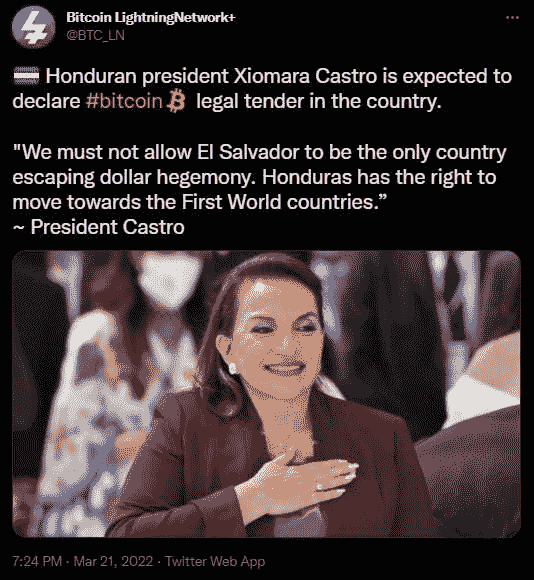 Bitcoin LightningNetwork+
@BTC_LN
Honduran president Xiomara Castro is expected to
declare #bitcoin legal tender in the country.
"We must not allow El Salvador to be the only country
escaping dollar hegemony. Honduras has the right to
move towards the First World countries.”
~ President Castro
7:24 PM · Mar 21, 2022 · Twitter Web App